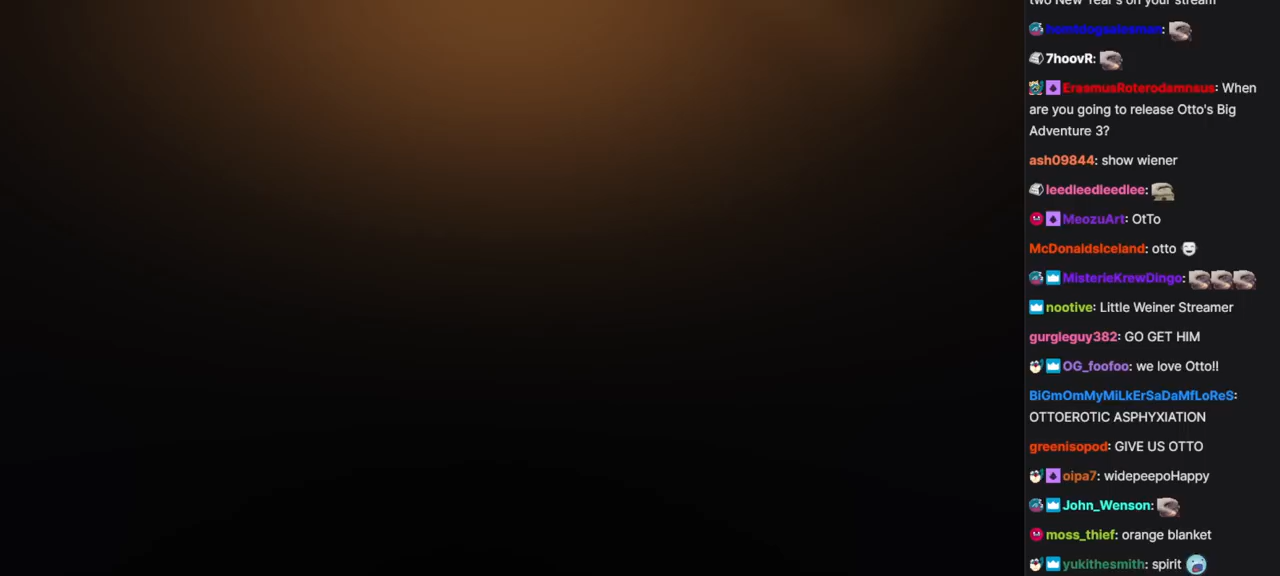 two New Year's on your stream
7hoovR:
ErasmusRoterodamnsus: When
are you going to release Otto's Big
Adventure 3?
ash09844: show wiener
leedleedleedlee:
MeozuArt: OtTo
McDonaldsIceland: otto
MisterieKrewDingo:
nootive: Little Weiner Streamer
gurgleguy382: GO GET HIM
OG_foofoo: we love Otto!!
BiGmOmMyMiLkErSaDaMfLoReS:
OTTOEROTIC ASPHYXIATION
greenisopod: GIVE US OTTO
oipa7: widepeepoHappy
John_Wenson:
moss_thief: orange blanket
yukithesmith: spirit